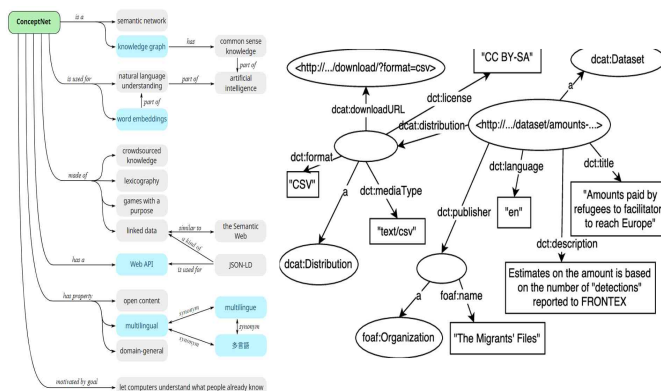 ConceptNet
is a
semantic network
knowledge graph
has
common sense
knowledge
part of
is used for
natural language
understanding
part of
artificial
intelligence
part of
word embeddings
made of
crowdsourced
knowledge
lexicography
games with a
purpose
linked data
similar to
the Semantic
Web
a kind of
has a
Web API
is used for
JSON-LD
has property
open content
multilingual
domain-general
synonym
multilingue
synonym
synonym
多言語
motivated by goal
let computers understand what people already know
<http://.../download/?format=csv>
"CC BY-SA"
dcat:Dataset
a
dcat:downloadURL
dct:license
dcat:distribution
<http://.../dataset/amounts-...>
dct:format
"CSV"
a
dct:mediaType
"text/csv"
dcat:Distribution
dct:language
"en"
dct:title
"Amounts paid by
refugees to facilitators
to reach Europe"
dct:publisher
dct:description
Estimates on the amount is based
on the number of "detections"
reported to FRONTEX
a
foaf:name
foaf:Organization
"The Migrants' Files"